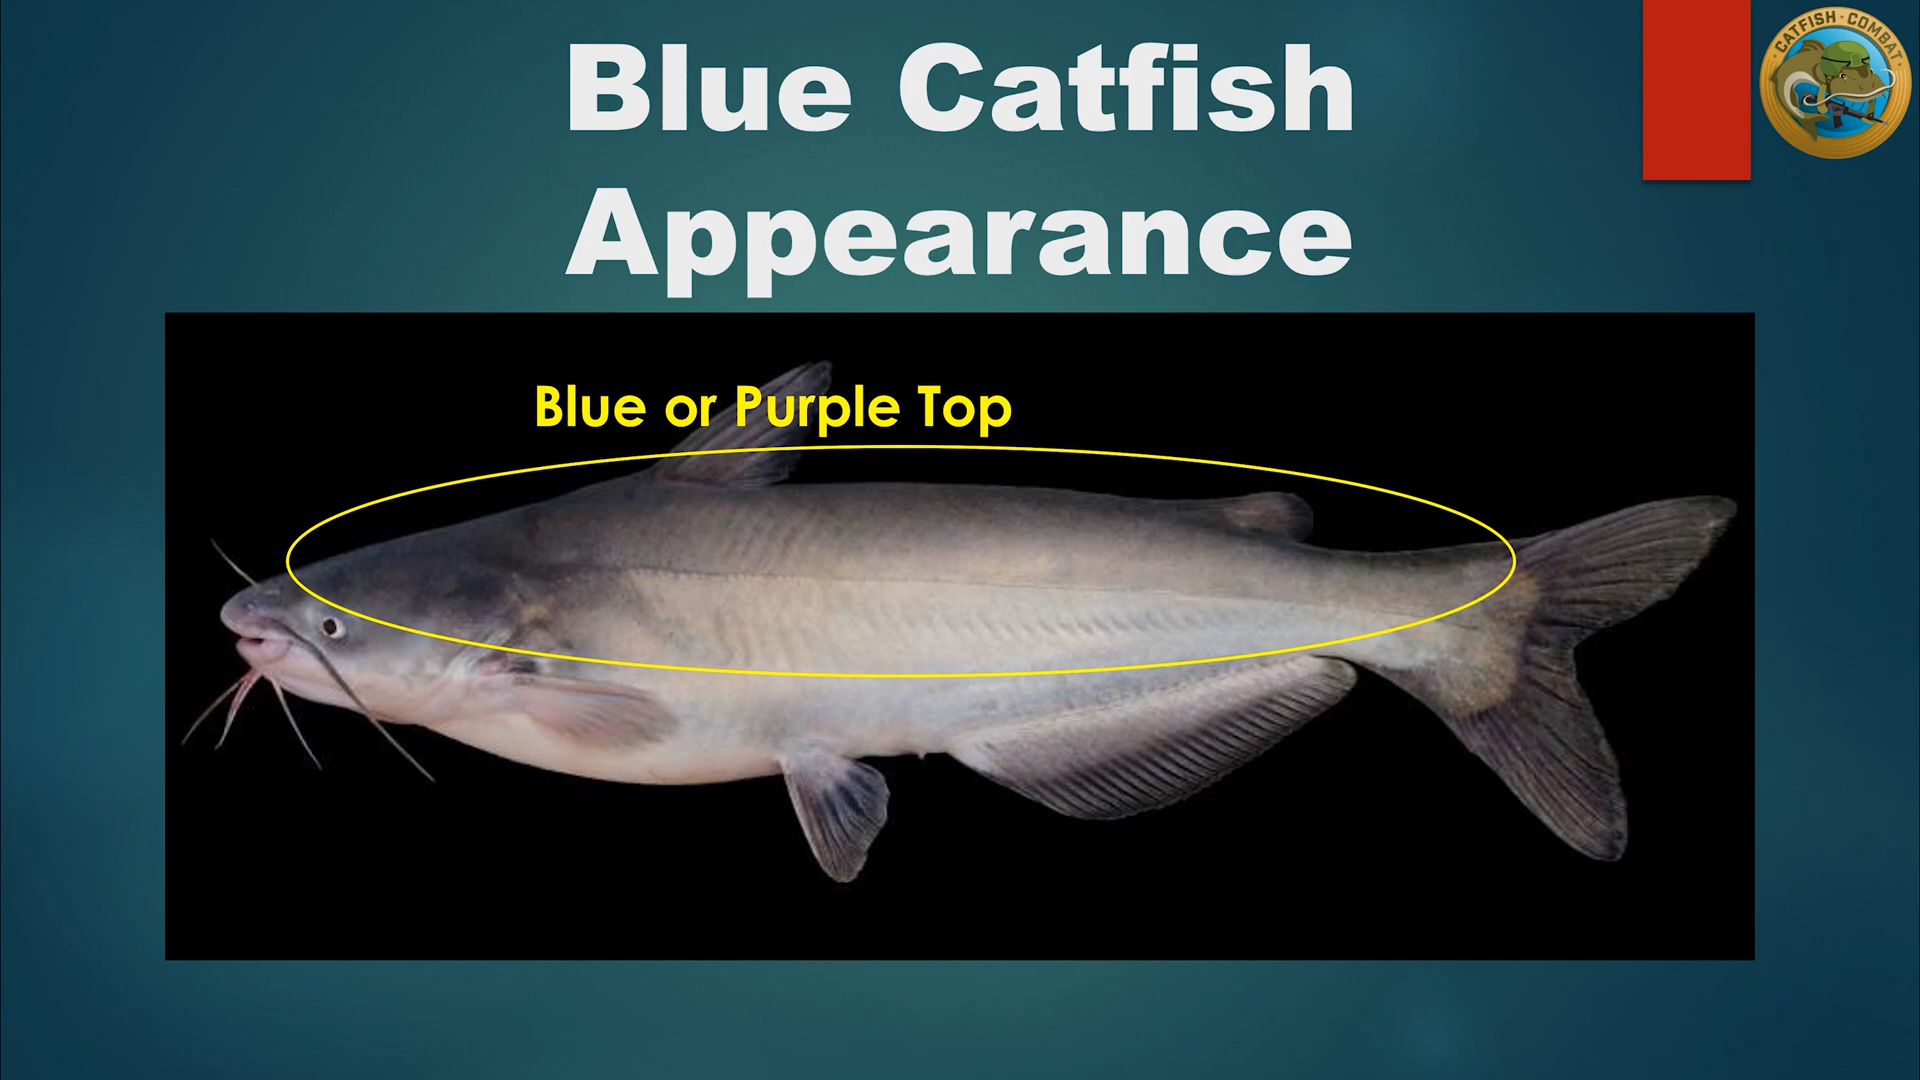 Blue Catfish
Appearance
CATFISH · COMBAT
Blue or Purple Top